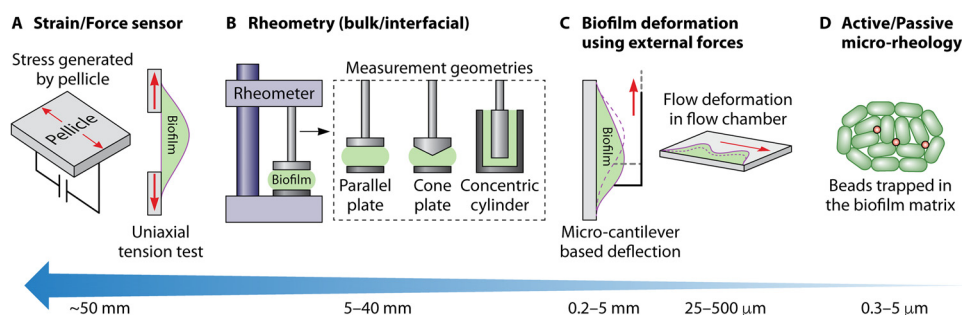 A Strain/Force sensor
Stress generated
by pellicle
Pellicle
Biofilm
Uniaxial
tension test
B Rheometry (bulk/interfacial)
Rheometer
Biofilm
Measurement geometries
Parallel
plate
Cone
plate
Concentric
cylinder
C Biofilm deformation
using external forces
Biofilm
Micro-cantilever
based deflection
Flow deformation
in flow chamber
D Active/Passive
micro-rheology
Beads trapped in
the biofilm matrix
~50 mm
5–40 mm
0.2–5 mm
25–500 μm
0.3–5 μm